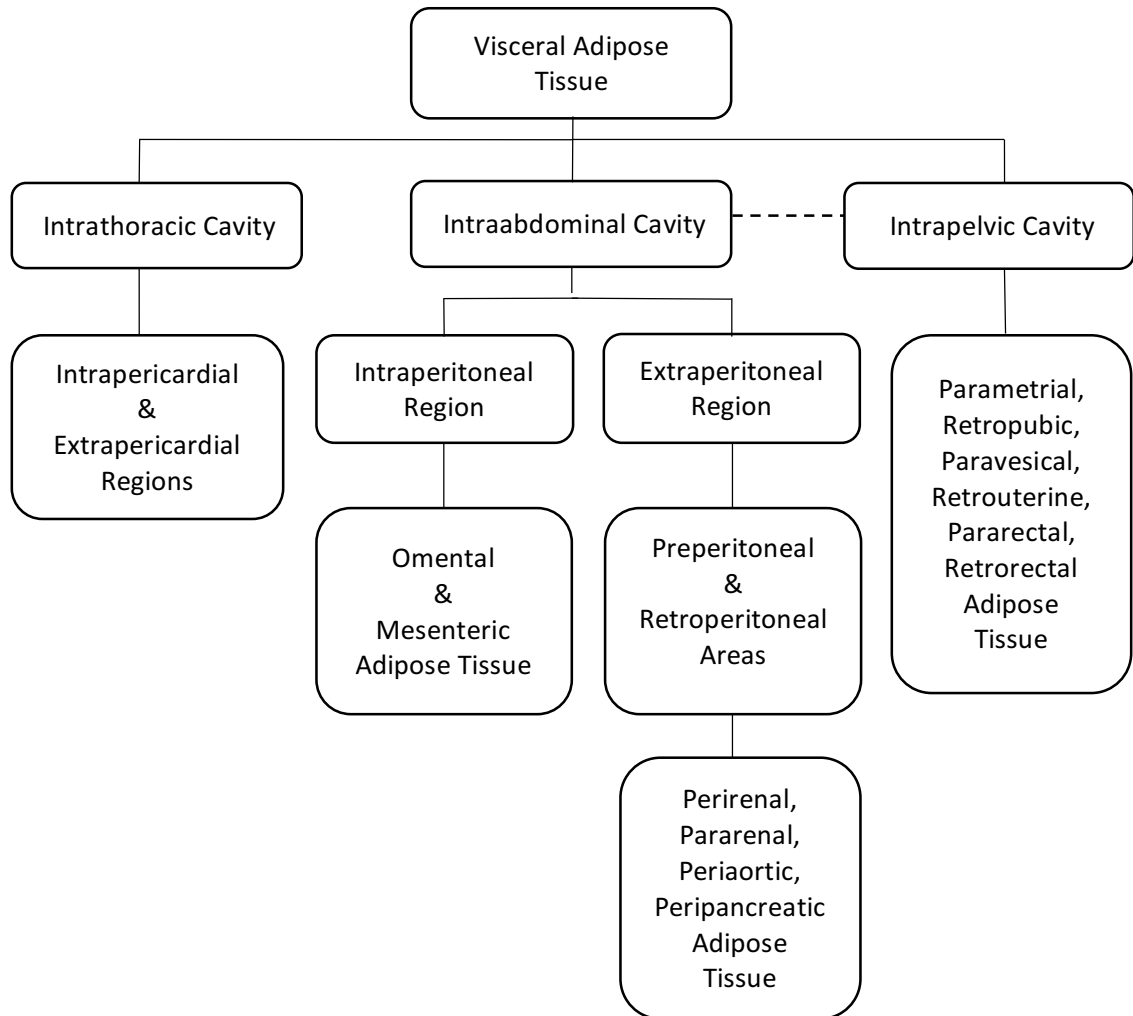 Visceral Adipose
Tissue
Intrathoracic Cavity
Intraabdominal Cavity
Intrapelvic Cavity
Intrapericardial
&
Extrapericardial
Regions
Intraperitoneal
Region
Extraperitoneal
Region
Parametrial,
Retropubic,
Paravesical,
Retrouterine,
Pararectal,
Retrorectal
Adipose
Tissue
Omental
&
Mesenteric
Adipose Tissue
Preperitoneal
&
Retroperitoneal
Areas
Perirenal,
Pararenal,
Periaortic,
Peripancreatic
Adipose
Tissue